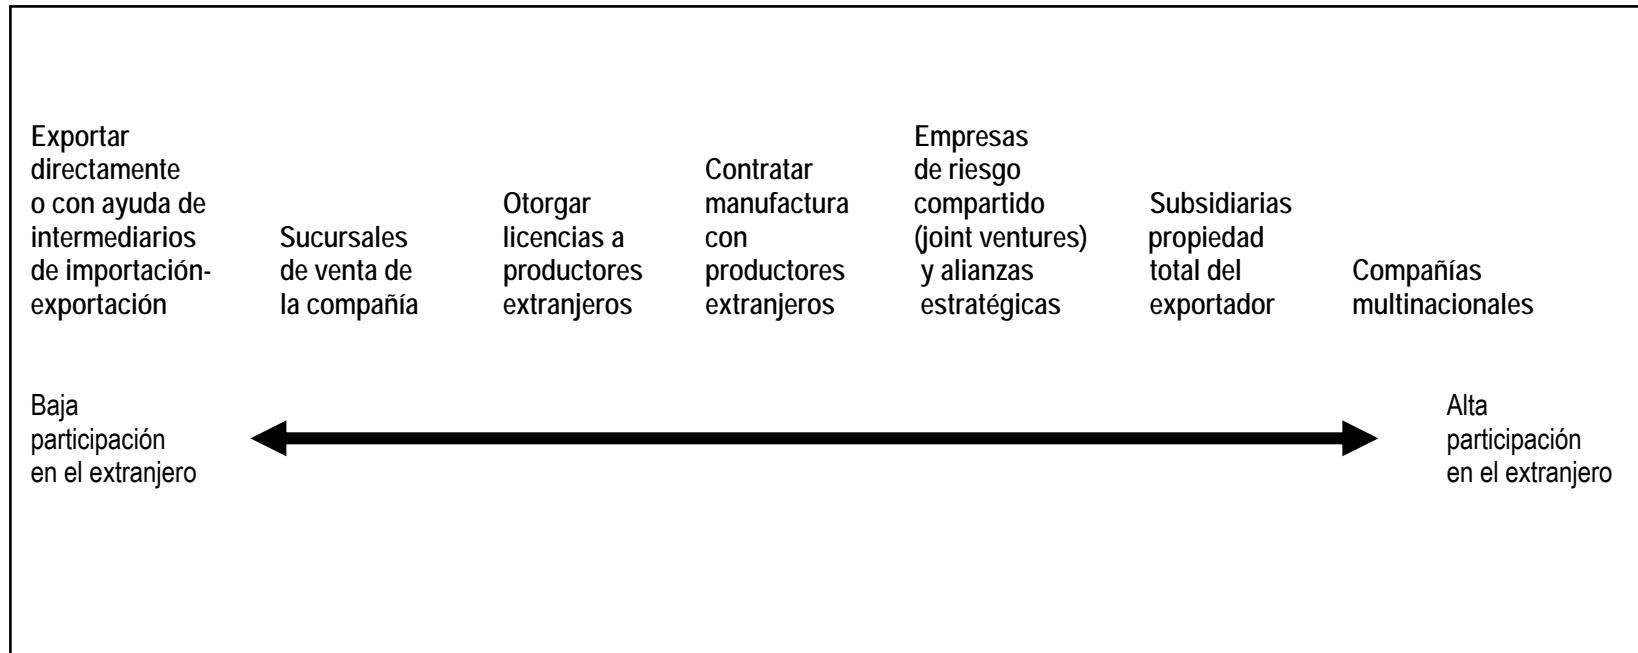 Exportar
directamente
o con ayuda de
intermediarios
de importación-
exportación
Sucursales
de venta de
la compañía
Otorgar
licencias a
productores
extranjeros
Contratar
manufactura
con
productores
extranjeros
Empresas
de riesgo
compartido
(joint ventures)
y alianzas
estratégicas
Subsidiarias
propiedad
total del
exportador
Compañías
multinacionales
Baja
participación
en el extranjero
Alta
participación
en el extranjero